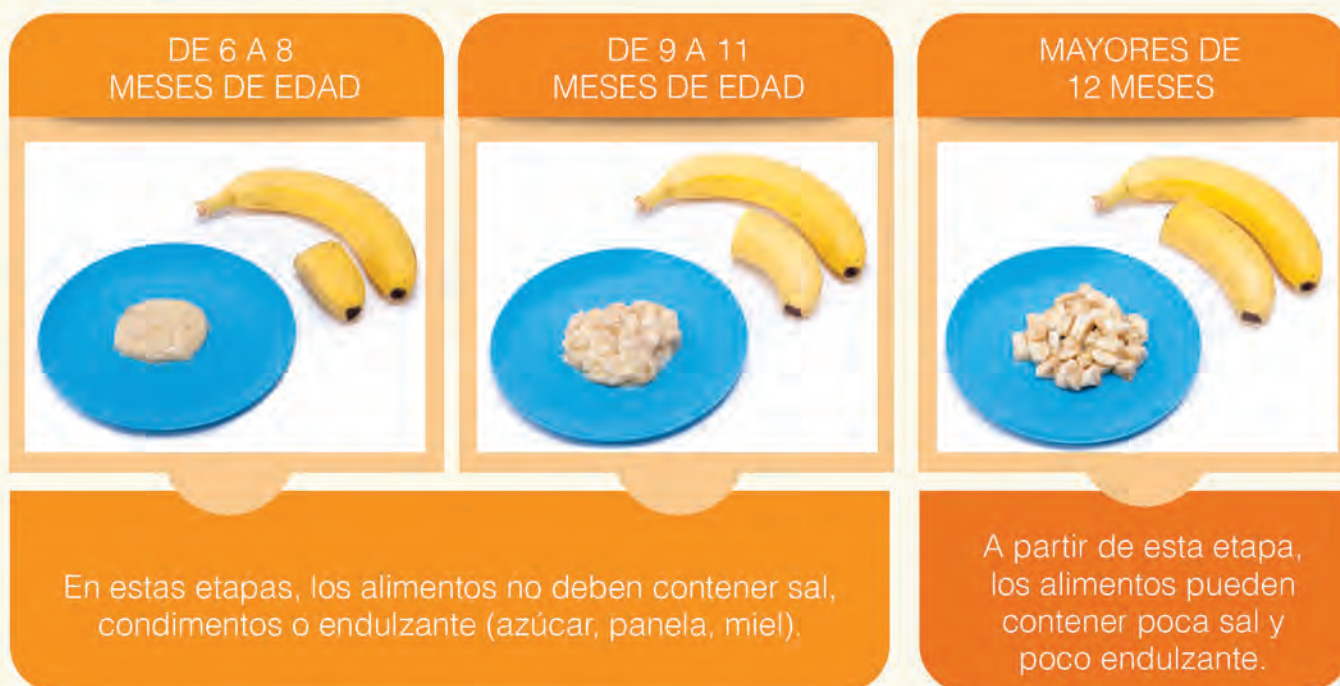 DE 6 A 8
MESES DE EDAD
DE 9 A 11
MESES DE EDAD
MAYORES DE
12 MESES
En estas etapas, los alimentos no deben contener sal,
condimentos o endulzante (azúcar, panela, miel).
A partir de esta etapa,
los alimentos pueden
contener poca sal y
poco endulzante.